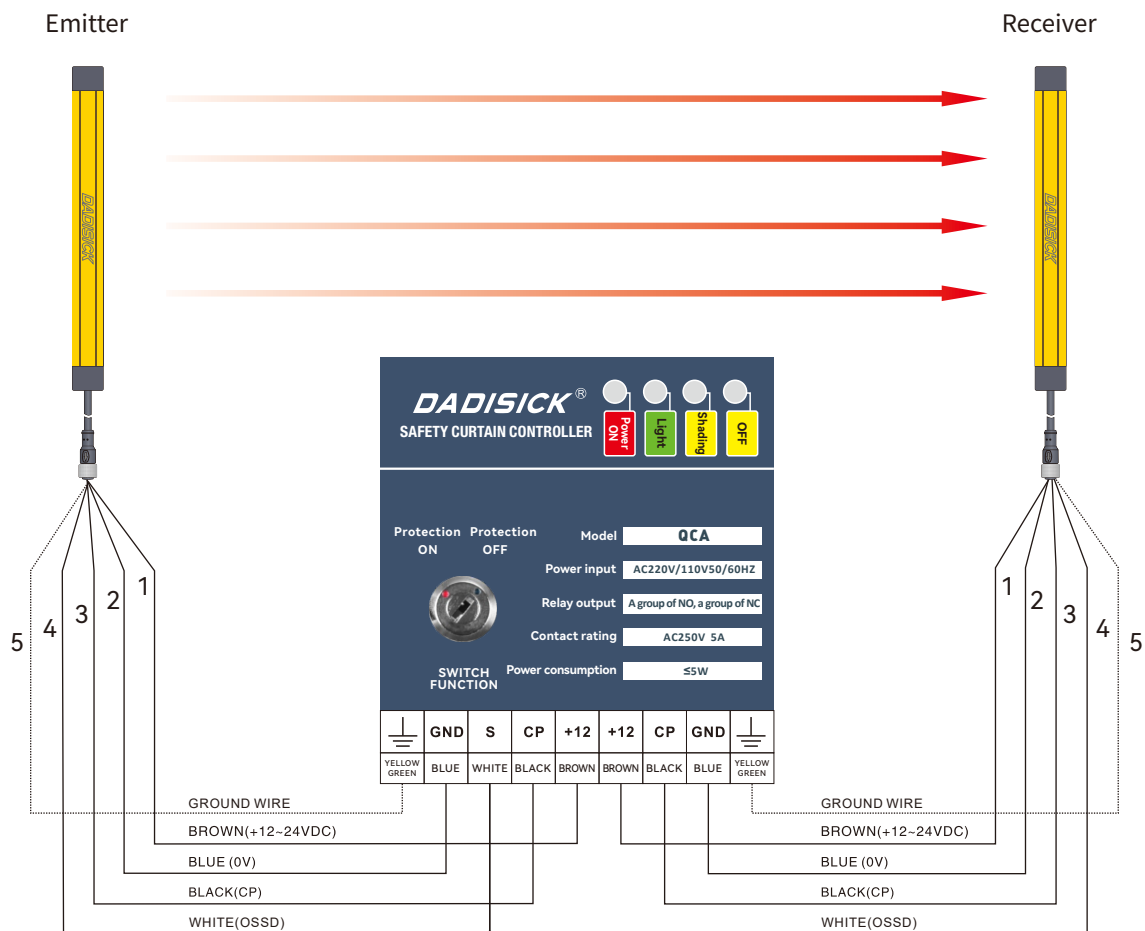 Emitter
Receiver
DADISICK
DADISICK
DADISICK®
SAFETY CURTAIN CONTROLLER
Power ON
Light
Shading
OFF
Protection ON
Protection OFF
SWITCH FUNCTION
Model QCA
Power input AC220V/110V50/60HZ
Relay output A group of NO, a group of NC
Contact rating AC250V 5A
Power consumption ≤5W
GND S CP +12 +12 CP GND
YELLOW GREEN BLUE WHITE BLACK BROWN BROWN BLACK BLUE YELLOW GREEN
5 4 3 2 1
1 2 3 4 5
GROUND WIRE
BROWN(+12~24VDC)
BLUE (0V)
BLACK(CP)
WHITE(OSSD)
GROUND WIRE
BROWN(+12~24VDC)
BLUE (0V)
BLACK(CP)
WHITE(OSSD)